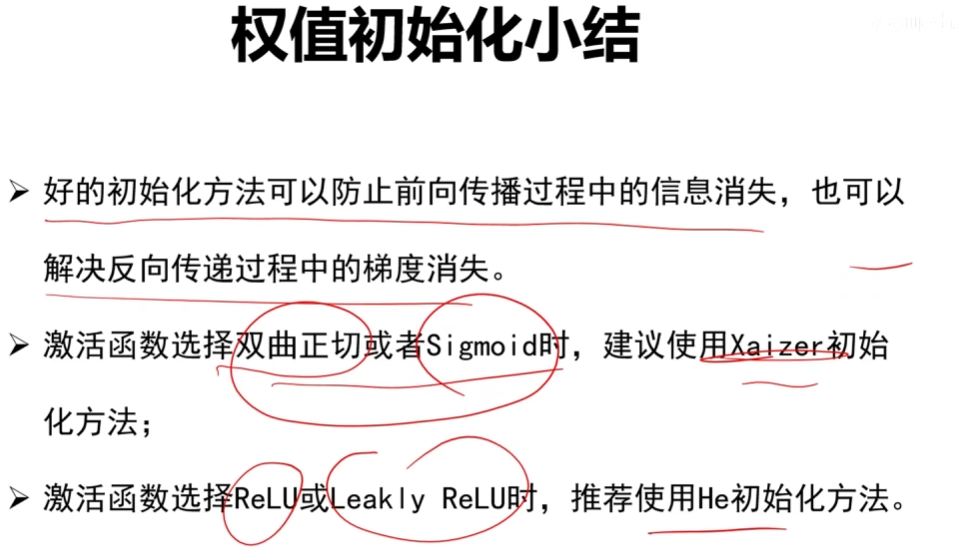 权值初始化小结
➢ 好的初始化方法可以防止前向传播过程中的信息消失，也可以
解决反向传递过程中的梯度消失。
➢ 激活函数选择双曲正切或者Sigmoid时，建议使用Xaizer初始
化方法；
➢ 激活函数选择ReLU或Leakly ReLU时，推荐使用He初始化方法。